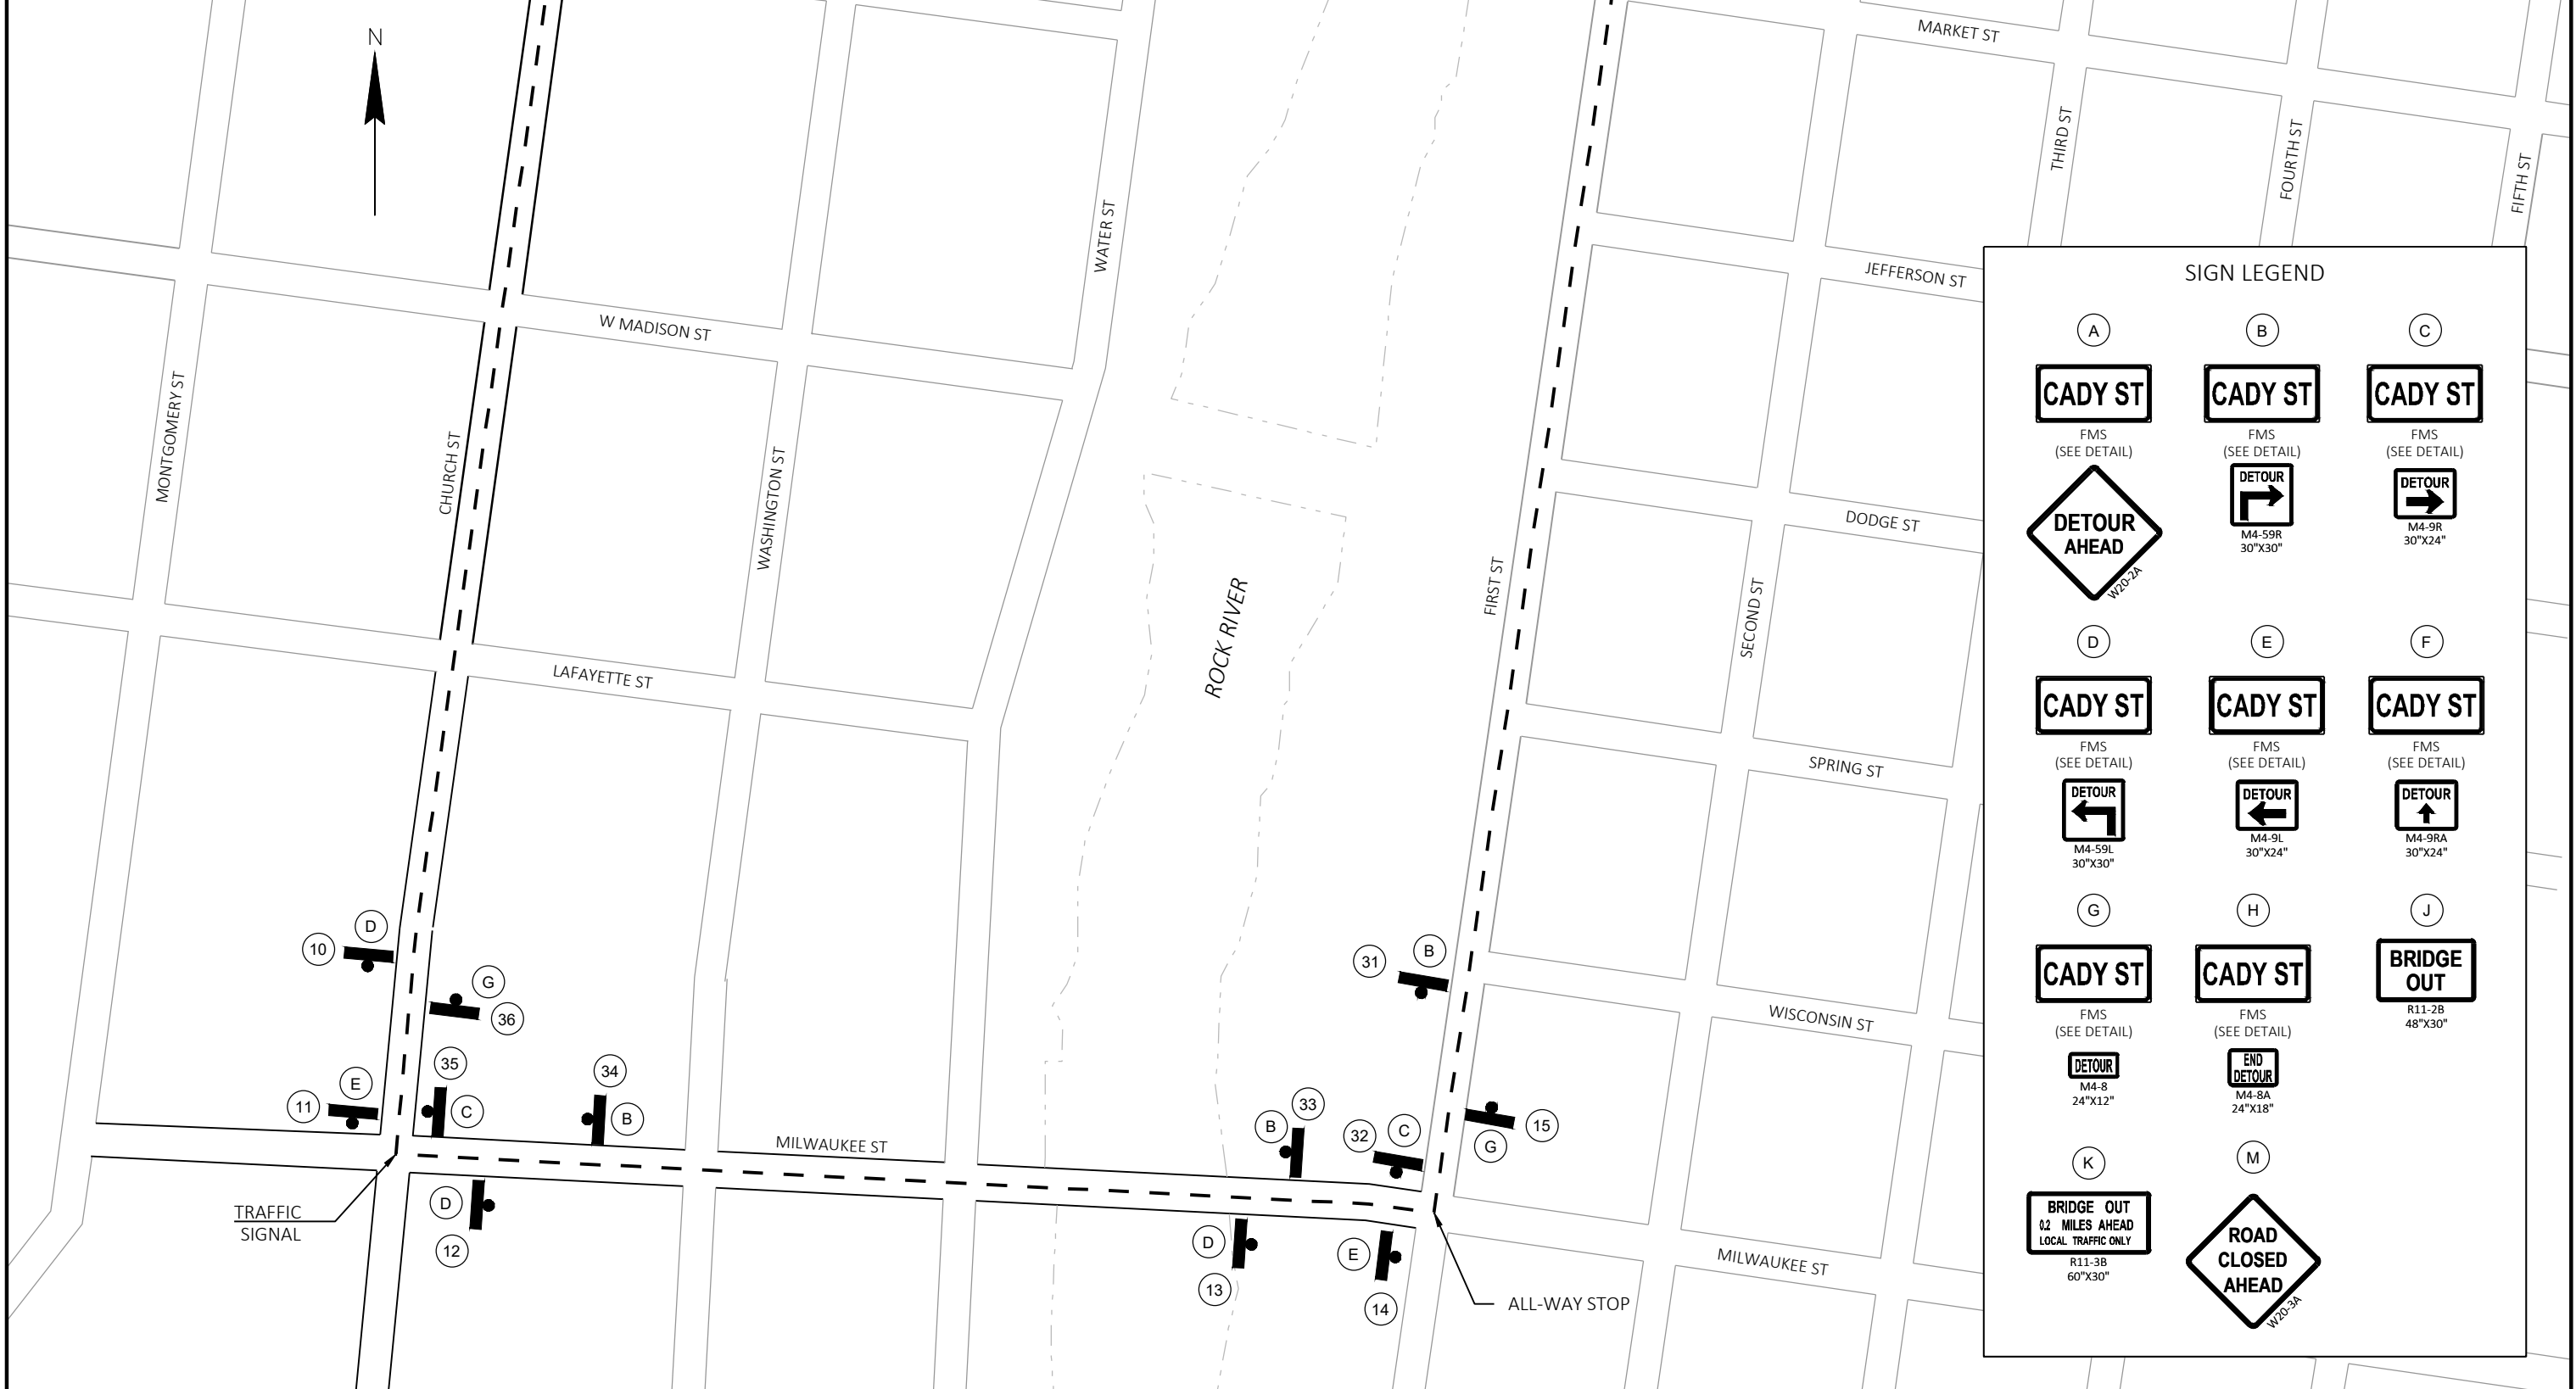 N
MARKET ST
THIRD ST
FOURTH ST
FIFTH ST
WATER ST
JEFFERSON ST
W MADISON ST
MONTGOMERY ST
CHURCH ST
WASHINGTON ST
DODGE ST
FIRST ST
SECOND ST
ROCK RIVER
LAFAYETTE ST
SPRING ST
WISCONSIN ST
10
D
G
36
35
E
11
C
34
B
MILWAUKEE ST
TRAFFIC
SIGNAL
D
12
31
B
33
B
32
C
15
G
D
13
E
14
MILWAUKEE ST
ALL-WAY STOP
SIGN LEGEND
A
CADY ST
FMS
(SEE DETAIL)
DETOUR
AHEAD
W20-2A
B
CADY ST
FMS
(SEE DETAIL)
DETOUR
M4-59R
30"X30"
C
CADY ST
FMS
(SEE DETAIL)
DETOUR
M4-9R
30"X24"
D
CADY ST
FMS
(SEE DETAIL)
DETOUR
M4-59L
30"X30"
E
CADY ST
FMS
(SEE DETAIL)
DETOUR
M4-9L
30"X24"
F
CADY ST
FMS
(SEE DETAIL)
DETOUR
M4-9RA
30"X24"
G
CADY ST
FMS
(SEE DETAIL)
DETOUR
M4-8
24"X12"
H
CADY ST
FMS
(SEE DETAIL)
END
DETOUR
M4-8A
24"X18"
J
BRIDGE
OUT
R11-2B
48"X30"
K
BRIDGE OUT
0.2 MILES AHEAD
LOCAL TRAFFIC ONLY
R11-3B
60"X30"
M
ROAD
CLOSED
AHEAD
W20-3A